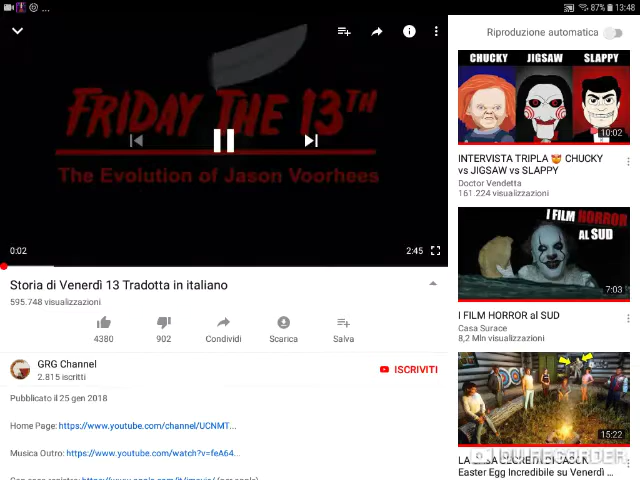 87% 13:48
FRIDAY THE 13TH
The Evolution of Jason Voorhees
0:02
2:45
Storia di Venerdì 13 Tradotta in italiano
595.748 visualizzazioni
4380
902
Condividi
Scarica
Salva
GRG Channel
2.815 iscritti
ISCRIVITI
Pubblicato il 25 gen 2018
Home Page: https://www.youtube.com/channel/UCNMT...
Musica Outro: https://www.youtube.com/watch?v=feA64...
Riproduzione automatica
CHUCKY JIGSAW SLAPPY
10:02
INTERVISTA TRIPLA 😈 CHUCKY
vs JIGSAW vs SLAPPY
Doctor Vendetta
161.224 visualizzazioni
I FILM HORROR
AL SUD
7:03
I FILM HORROR al SUD
Casa Surace
8,2 Mln visualizzazioni
15:22
Easter Egg Incredibile su Venerdì ...